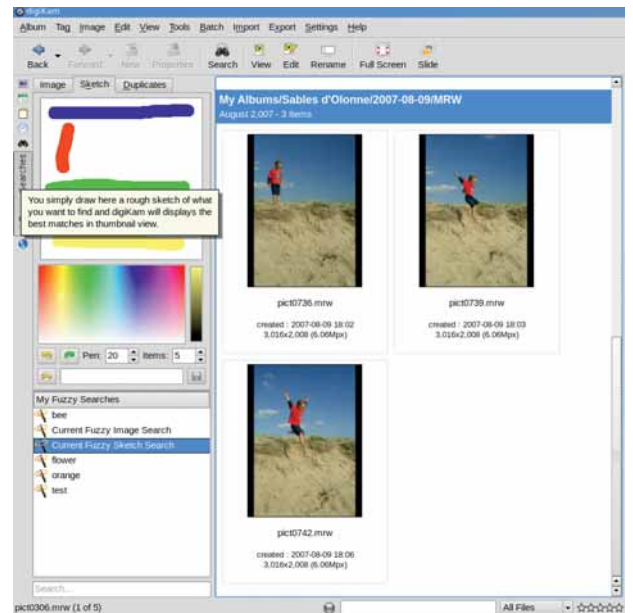 digiKam
Album Tag Image Edit View Tools Batch Import Export Settings Help
Back Forward New Properties Search View Edit Rename Full Screen Slide
Image Sketch Duplicates
Searches
You simply draw here a rough sketch of what
you want to find and digiKam will displays the
best matches in thumbnail view.
Pen: 20 Items: 5
My Fuzzy Searches
bee
Current Fuzzy Image Search
Current Fuzzy Sketch Search
flower
orange
test
Search...
My Albums/Sables d'Olonne/2007-08-09/MRW
August 2,007 - 3 Items
pict0736.mrw
created : 2007-08-09 18:02
3,016x2,008 (6.06Mpx)
pict0739.mrw
created : 2007-08-09 18:03
3,016x2,008 (6.06Mpx)
pict0742.mrw
created : 2007-08-09 18:06
3,016x2,008 (6.06Mpx)
pict0306.mrw (1 of 5)
All Files